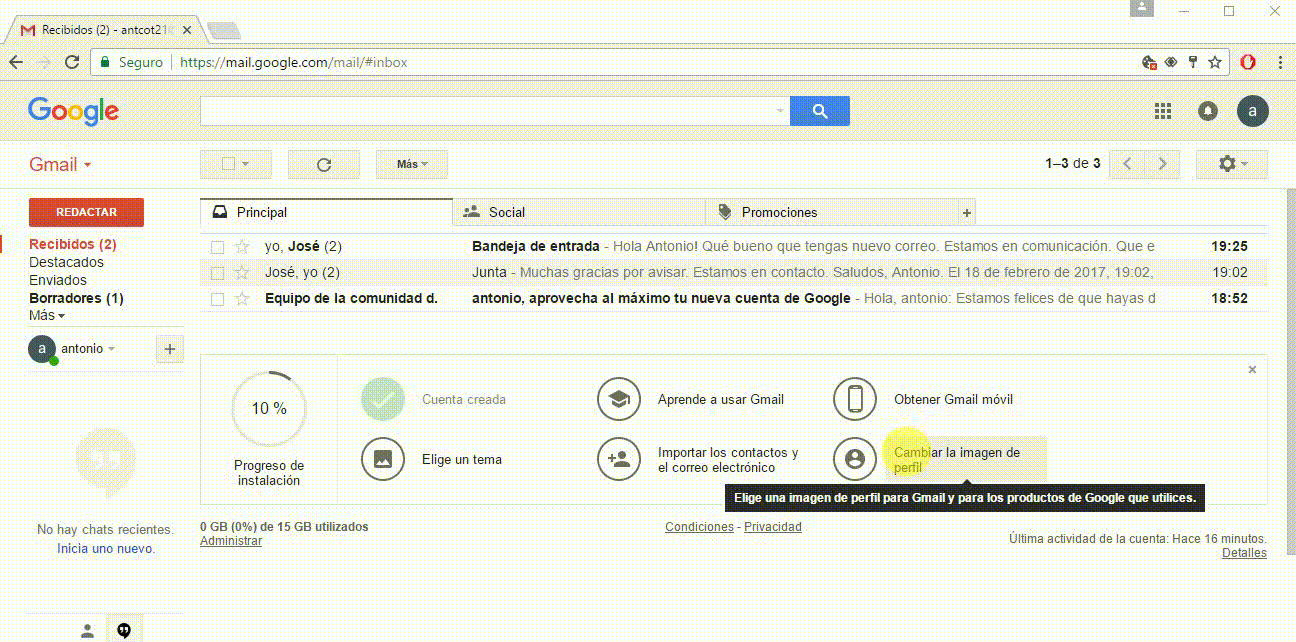 Recibidos (2) - antcot21
Seguro https://mail.google.com/mail/#inbox
Google
a
Gmail
Más
1–3 de 3
REDACTAR
Principal
Social
Promociones
+
Recibidos (2)
Destacados
Enviados
Borradores (1)
Más
yo, José (2) Bandeja de entrada - Hola Antonio! Qué bueno que tengas nuevo correo. Estamos en comunicación. Que e 19:25
José, yo (2) Junta - Muchas gracias por avisar. Estamos en contacto. Saludos, Antonio. El 18 de febrero de 2017, 19:02, 19:02
Equipo de la comunidad d. antonio, aprovecha al máximo tu nueva cuenta de Google - Hola, antonio: Estamos felices de que hayas d 18:52
a antonio +
10 %
Progreso de
instalación
Cuenta creada
Aprende a usar Gmail
Obtener Gmail móvil
Elige un tema
Importar los contactos y
el correo electrónico
Cambiar la imagen de
perfil
Elige una imagen de perfil para Gmail y para los productos de Google que utilices.
No hay chats recientes.
Inicia uno nuevo.
0 GB (0%) de 15 GB utilizados
Administrar
Condiciones - Privacidad
Última actividad de la cuenta: Hace 16 minutos.
Detalles